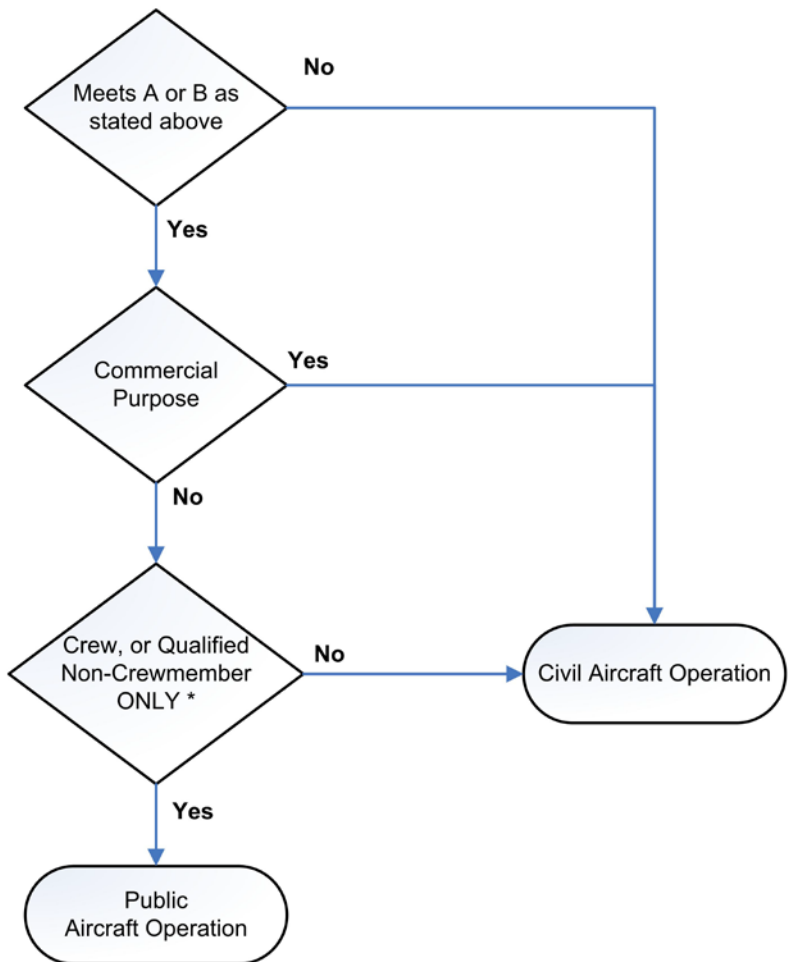 No
Meets A or B as
stated above
Yes
Yes
Commercial
Purpose
No
Crew, or Qualified
Non-Crewmember
ONLY *
No
Civil Aircraft Operation
Yes
Public
Aircraft Operation